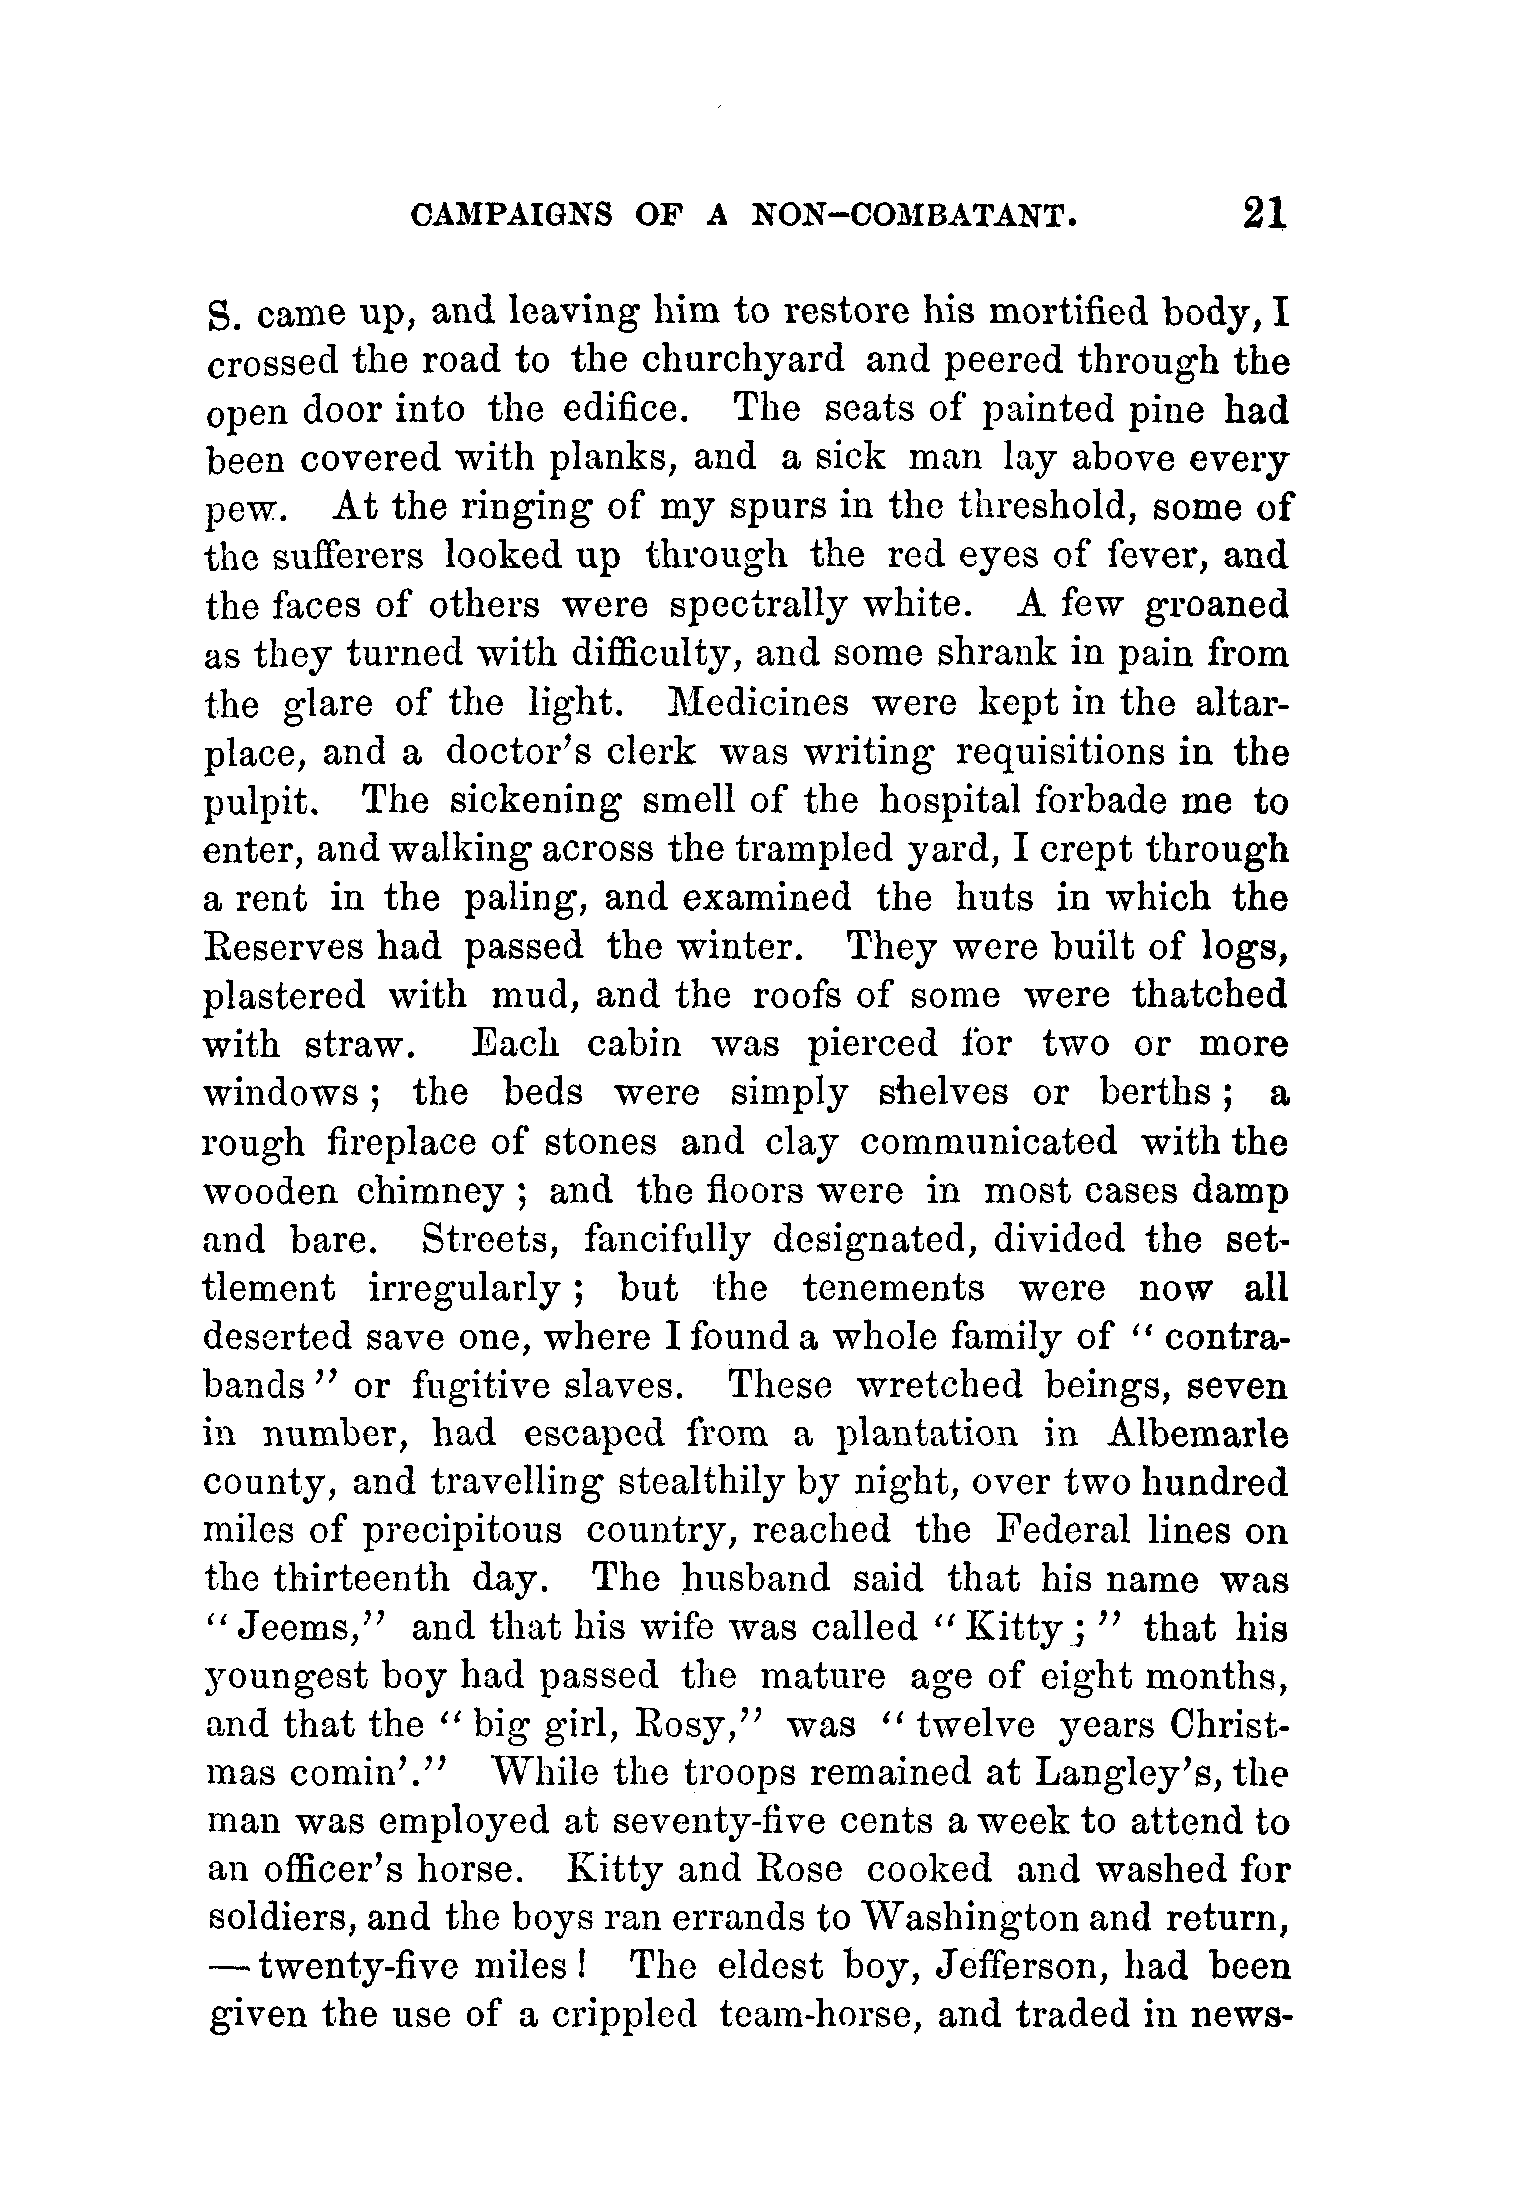 CAMPAIGNS OF A NON-COMBATANT. 21
S. came up, and leaving him to restore his mortified body, I
crossed the road to the churchyard and peered through the
open door into the edifice. The seats of painted pine had
been covered with planks, and a sick man lay above every
pew. At the ringing of my spurs in the threshold, some of
the sufferers looked up through the red eyes of fever, and
the faces of others were spectrally white. A few groaned
as they turned with difficulty, and some shrank in pain from
the glare of the light. Medicines were kept in the altar-
place, and a doctor's clerk was writing requisitions in the
pulpit. The sickening smell of the hospital forbade me to
enter, and walking across the trampled yard, I crept through
a rent in the paling, and examined the huts in which the
Reserves had passed the winter. They were built of logs,
plastered with mud, and the roofs of some were thatched
with straw. Each cabin was pierced for two or more
windows ; the beds were simply shelves or berths ; a
rough fireplace of stones and clay communicated with the
wooden chimney ; and the floors were in most cases damp
and bare. Streets, fancifully designated, divided the set-
tlement irregularly ; but the tenements were now all
deserted save one, where I found a whole family of " contra-
bands " or fugitive slaves. These wretched beings, seven
in number, had escaped from a plantation in Albemarle
county, and travelling stealthily by night, over two hundred
miles of precipitous country, reached the Federal lines on
the thirteenth day. The husband said that his name was
" Jeems," and that his wife was called " Kitty ; " that his
youngest boy had passed the mature age of eight months,
and that the " big girl, Rosy," was " twelve years Christ-
mas comin'." While the troops remained at Langley's, the
man was employed at seventy-five cents a week to attend to
an officer's horse. Kitty and Rose cooked and washed for
soldiers, and the boys ran errands to Washington and return,
— twenty-five miles ! The eldest boy, Jefferson, had been
given the use of a crippled team-horse, and traded in news-